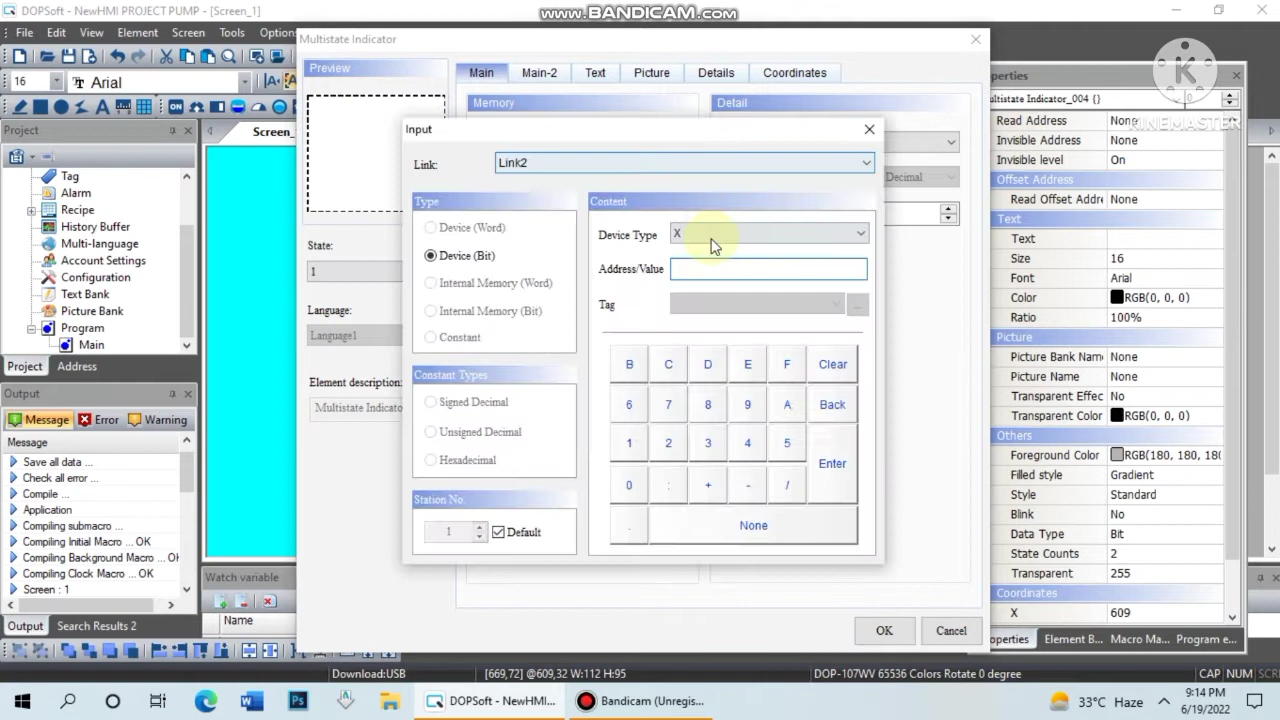 DOPSoft - NewHMI PROJECT PUMP - [Screen_1]
www.BANDICAM.com
File Edit View Element Screen Tools Option
16 Arial
Project
Tag
Alarm
Recipe
History Buffer
Multi-language
Account Settings
Configuration
Text Bank
Picture Bank
Program
Main
Project Address
Output
Message Error Warning
Message
Save all data ...
Check all error ...
Compile ...
Application
Compiling submacro ...
Compiling Initial Macro ... OK
Compiling Background Macro ... OK
Compiling Clock Macro ... OK
Screen : 1
Output Search Results 2
Screen_
Watch variable
Name
Multistate Indicator
Preview
Main Main-2 Text Picture Details Coordinates
Memory
Detail
Decimal
State:
1
Language:
Language1
Element description:
Multistate Indicato
OK Cancel
Input
Link: Link2
Type
Device (Word)
Device (Bit)
Internal Memory (Word)
Internal Memory (Bit)
Constant
Constant Types
Signed Decimal
Unsigned Decimal
Hexadecimal
Station No.
1 Default
Content
Device Type X
Address/Value
Tag ...
B C D E F Clear
6 7 8 9 A Back
1 2 3 4 5 Enter
0 : + - /
. None
operties
ultistate Indicator_004 {}
K
KINEMASTER
Read Address None
Invisible Address None
Invisible level On
Offset Address
Read Offset Addre None
Text
Text
Size 16
Font Arial
Color RGB(0, 0, 0)
Ratio 100%
Picture
Picture Bank Nam None
Picture Name None
Transparent Effec No
Transparent Color RGB(0, 0, 0)
Others
Foreground Color RGB(180, 180, 180
Filled style Gradient
Style Standard
Blink No
Data Type Bit
State Counts 2
Transparent 255
Coordinates
X 609
operties Element B... Macro Ma... Program e...
Download:USB [669,72] @609,32 W:112 H:95 DOP-107WV 65536 Colors Rotate 0 degree CAP NUM SCR
DOPSoft - NewHMI... Bandicam (Unregis... 33°C Haze 9:14 PM
6/19/2022